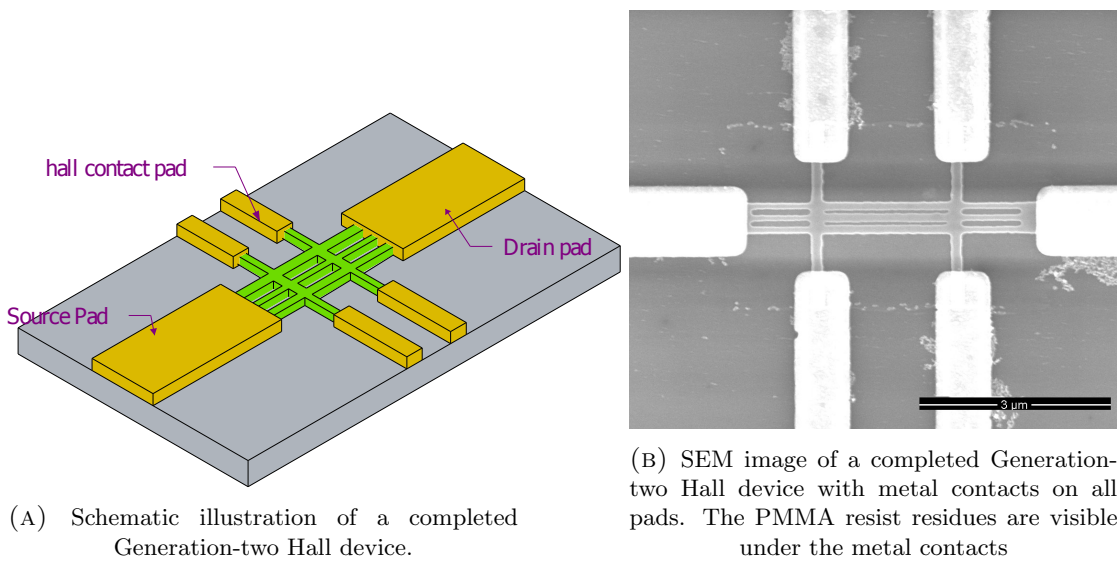 hall contact pad
Drain pad
Source Pad
3 μm
(A) Schematic illustration of a completed
Generation-two Hall device.
(B) SEM image of a completed Generation-
two Hall device with metal contacts on all
pads. The PMMA resist residues are visible
under the metal contacts